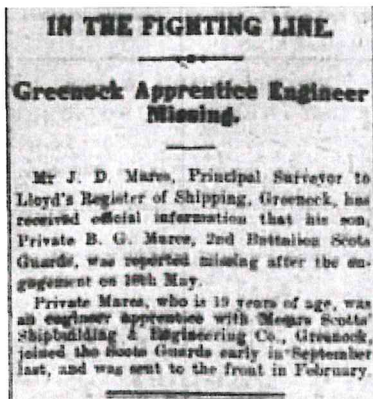 IN THE FIGHTING LINE.
Greenock Apprentice Engineer
Missing.
Mr J. D. Mares, Principal Surveyor to
Lloyd's Register of Shipping, Greenock, has
received official information that his son,
Private B. G. Mares, 2nd Battalion Scots
Guards, was reported missing after the en-
gagement on 16th May.
Private Mares, who is 19 years of age, was
an engineer apprentice with Messrs Scotts'
Shipbuilding & Engineering Co., Greenock,
joined the Scots Guards early in September
last, and was sent to the front in February.